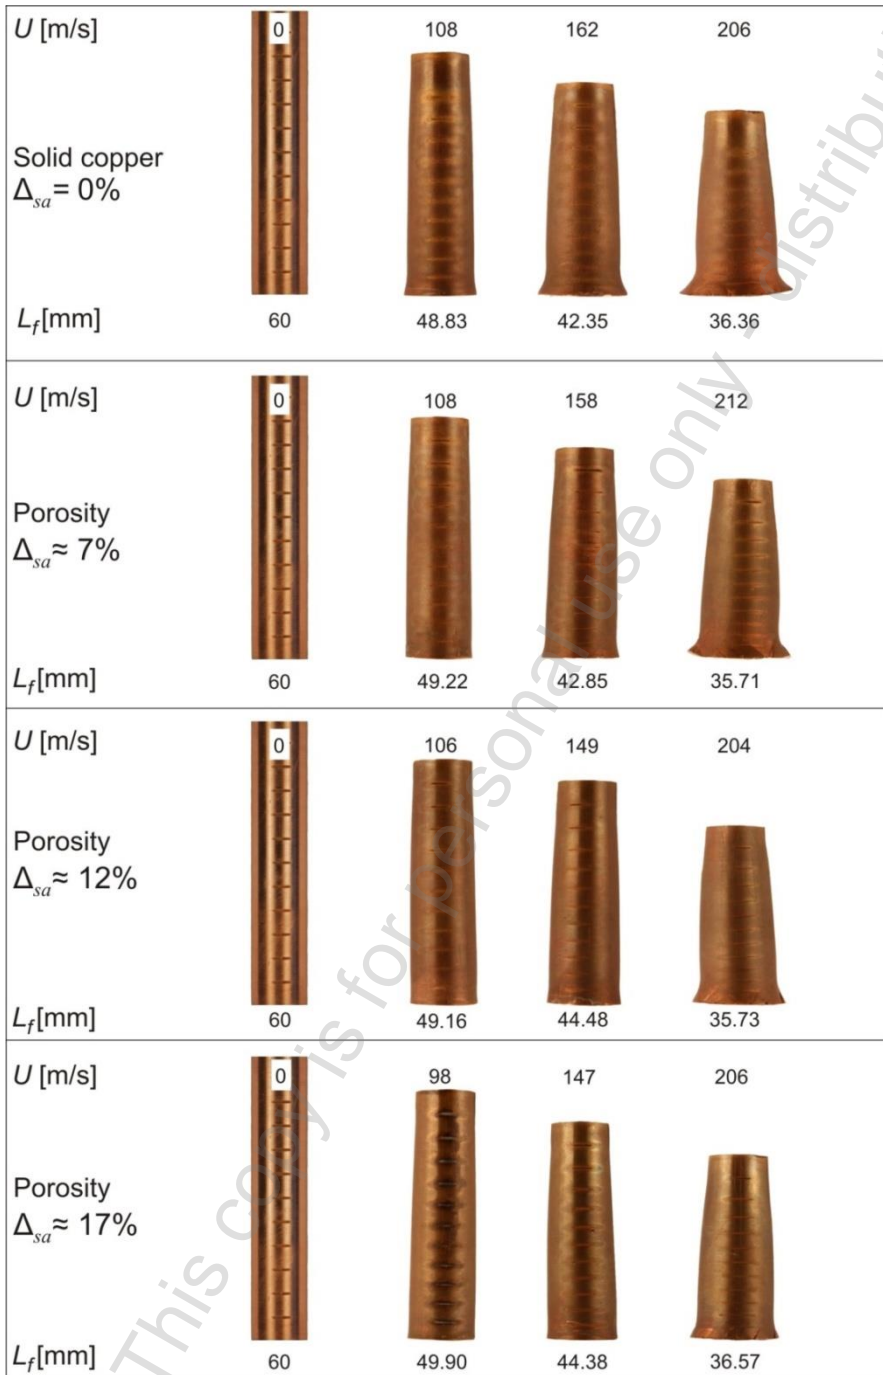 U [m/s] 0 108 162 206
Solid copper
Δsa = 0%
Lf[mm] 60 48.83 42.35 36.36
U [m/s] 0 108 158 212
Porosity
Δsa ≈ 7%
Lf[mm] 60 49.22 42.85 35.71
U [m/s] 0 106 149 204
Porosity
Δsa ≈ 12%
Lf[mm] 60 49.16 44.48 35.73
U [m/s] 0 98 147 206
Porosity
Δsa ≈ 17%
Lf[mm] 60 49.90 44.38 36.57
This copy is for personal use only - distribut